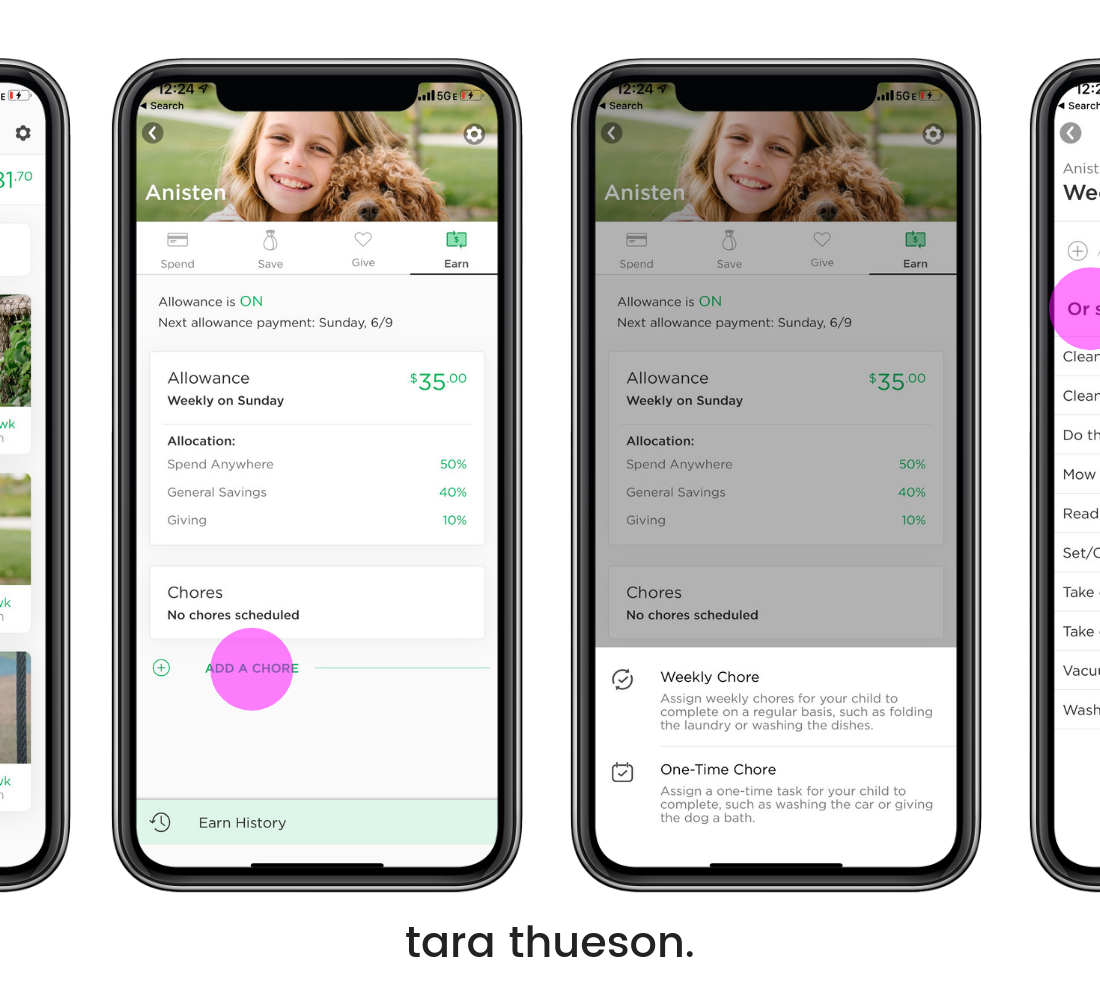 E
31.70
wk
wk
wk
12:24
Search
5GE
Anisten
Spend
Save
Give
Earn
Allowance is ON
Next allowance payment: Sunday, 6/9
Allowance
$35.00
Weekly on Sunday
Allocation:
Spend Anywhere
50%
General Savings
40%
Giving
10%
Chores
No chores scheduled
ADD A CHORE
Earn History
12:24
Search
5GE
Anisten
Spend
Save
Give
Earn
Allowance is ON
Next allowance payment: Sunday, 6/9
Allowance
$35.00
Weekly on Sunday
Allocation:
Spend Anywhere
50%
General Savings
40%
Giving
10%
Chores
No chores scheduled
Weekly Chore
Assign weekly chores for your child to
complete on a regular basis, such as folding
the laundry or washing the dishes.
One-Time Chore
Assign a one-time task for your child to
complete, such as washing the car or giving
the dog a bath.
12:2
Search
Anist
We
Or s
Clean
Clean
Do th
Mow
Read
Set/
Take
Take
Vacu
Wash
tara thueson.